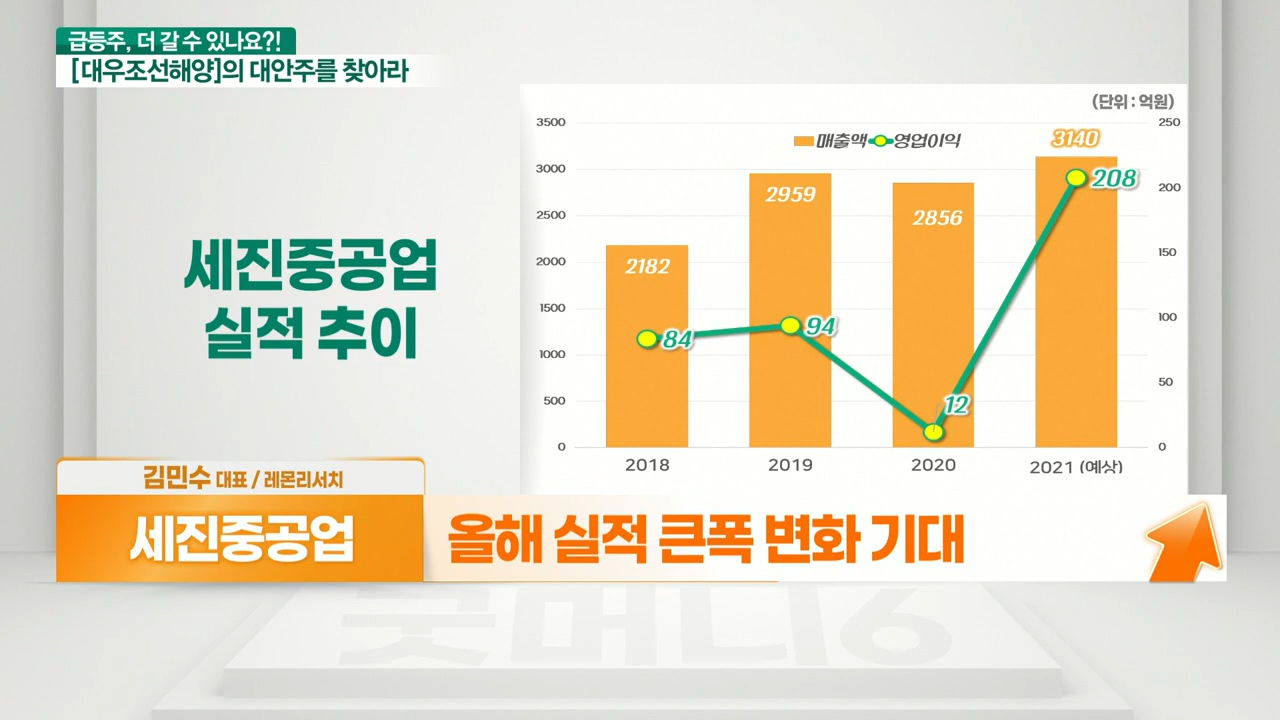 급등주, 더 갈 수 있나요?!
[대우조선해양]의 대안주를 찾아라
세진중공업
실적 추이
(단위 : 억원)
매출액 영업이익
3500
3000
2500
2000
1500
1000
500
0
250
200
150
100
50
0
2182
2959
2856
3140
84
94
12
208
2018 2019 2020 2021 (예상)
김민수 대표 / 레몬리서치
세진중공업
올해 실적 큰폭 변화 기대
굿머니6